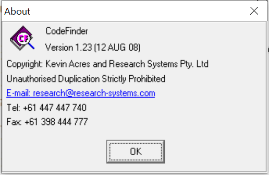 About
CF
CodeFinder
Version 1.23 (12 AUG 08)
Copyright: Kevin Acres and Research Systems Pty. Ltd
Unauthorised Duplication Strictly Prohibited
E-mail: research@research-systems.com
Tel: +61 447 447 740
Fax: +61 398 444 777
OK